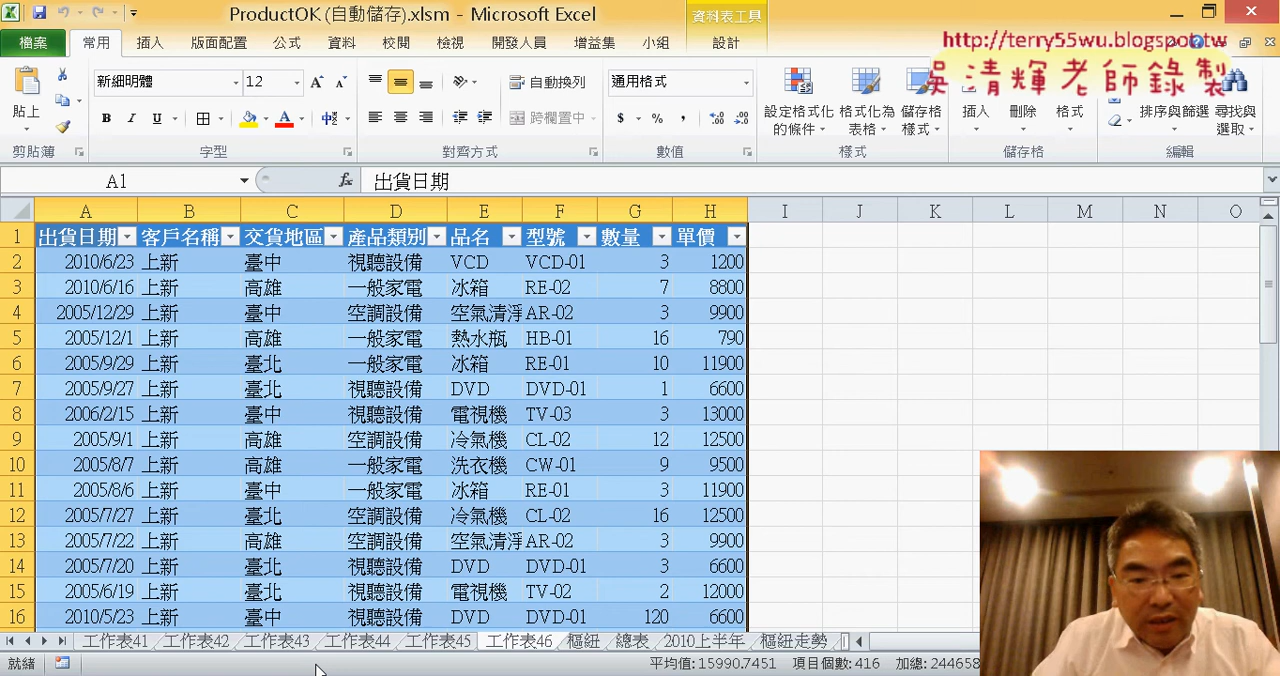 ProductOK (自動儲存).xlsm - Microsoft Excel
資料表工具
檔案 常用 插入 版面配置 公式 資料 校閱 檢視 開發人員 增益集 小組 設計
http://terry55wu.blogspot.tw
吳清輝老師錄製
貼上 新細明體 12 自動換列 通用格式
B I U 跨欄置中 $ % ,
設定格式化的條件 格式化為表格 儲存格樣式 插入 刪除 格式 排序與篩選 尋找與選取
剪貼簿 字型 對齊方式 數值 樣式 儲存格 編輯
A1 fx 出貨日期
A B C D E F G H I J K L M N O
1 出貨日期 客戶名稱 交貨地區 產品類別 品名 型號 數量 單價
2 2010/6/23 上新 臺中 視聽設備 VCD VCD-01 3 1200
3 2010/6/16 上新 高雄 一般家電 冰箱 RE-02 7 8800
4 2005/12/29 上新 臺中 空調設備 空氣清淨 AR-02 3 9900
5 2005/12/1 上新 高雄 一般家電 熱水瓶 HB-01 16 790
6 2005/9/29 上新 臺北 一般家電 冰箱 RE-01 10 11900
7 2005/9/27 上新 臺北 視聽設備 DVD DVD-01 1 6600
8 2006/2/15 上新 臺中 視聽設備 電視機 TV-03 3 13000
9 2005/9/1 上新 高雄 空調設備 冷氣機 CL-02 12 12500
10 2005/8/7 上新 高雄 一般家電 洗衣機 CW-01 9 9500
11 2005/8/6 上新 臺中 一般家電 冰箱 RE-01 3 11900
12 2005/7/27 上新 臺北 空調設備 冷氣機 CL-02 16 12500
13 2005/7/22 上新 高雄 空調設備 空氣清淨 AR-02 3 9900
14 2005/7/20 上新 臺北 視聽設備 DVD DVD-01 3 6600
15 2005/6/19 上新 臺北 視聽設備 電視機 TV-02 2 12000
16 2010/5/23 上新 臺中 視聽設備 DVD DVD-01 120 6600
工作表41 工作表42 工作表43 工作表44 工作表45 工作表46 樞紐 總表 2010上半年 樞紐走勢
就緒 平均值: 15990.7451 項目個數: 416 加總: 244658